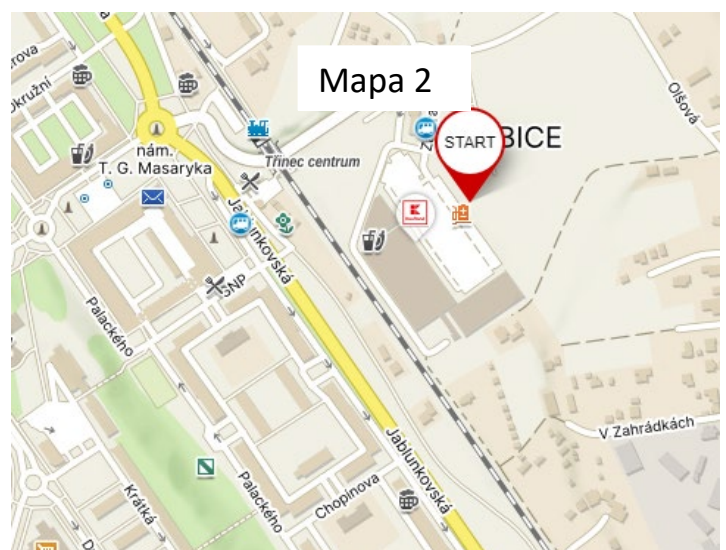 Mapa 2
Okružní
Olšová
START
BICE
nám.
T. G. Masaryka
Třinec centrum
K
Jablunkovská
SNP
Palackého
V Zahrádkách
Jablunkovská
Chopinova
Palackého
Krátká